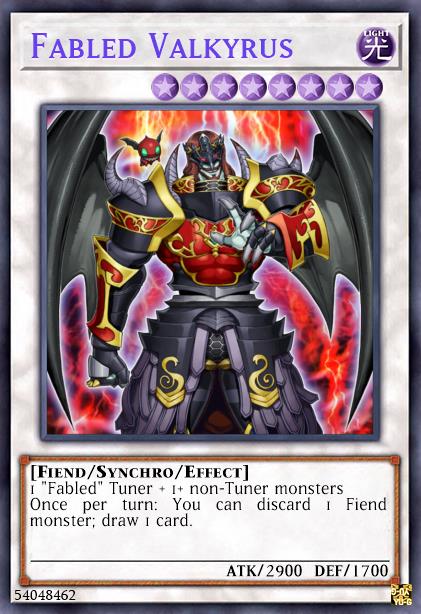 Fabled Valkyrus
LIGHT
光
[Fiend/Synchro/Effect]
1 "Fabled" Tuner + 1+ non-Tuner monsters
Once per turn: You can discard 1 Fiend
monster; draw 1 card.
ATK/2900 DEF/1700
54048462